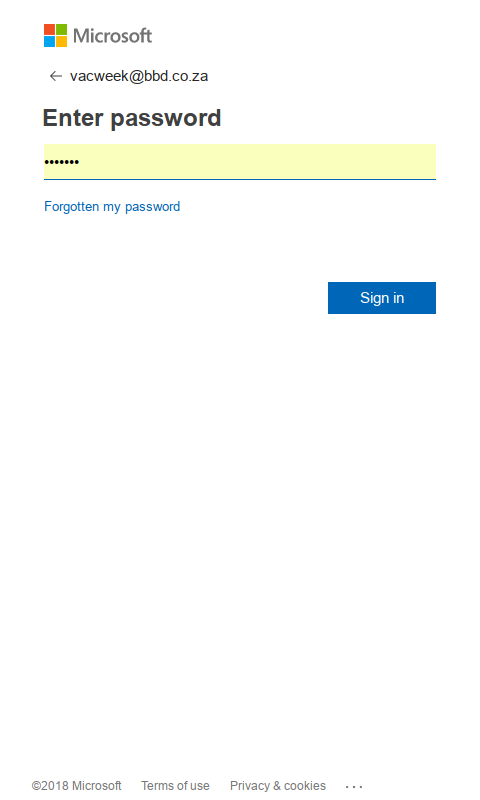 Microsoft
vacweek@bbd.co.za
Enter password
•••••••
Forgotten my password
Sign in
©2018 Microsoft Terms of use Privacy & cookies ...